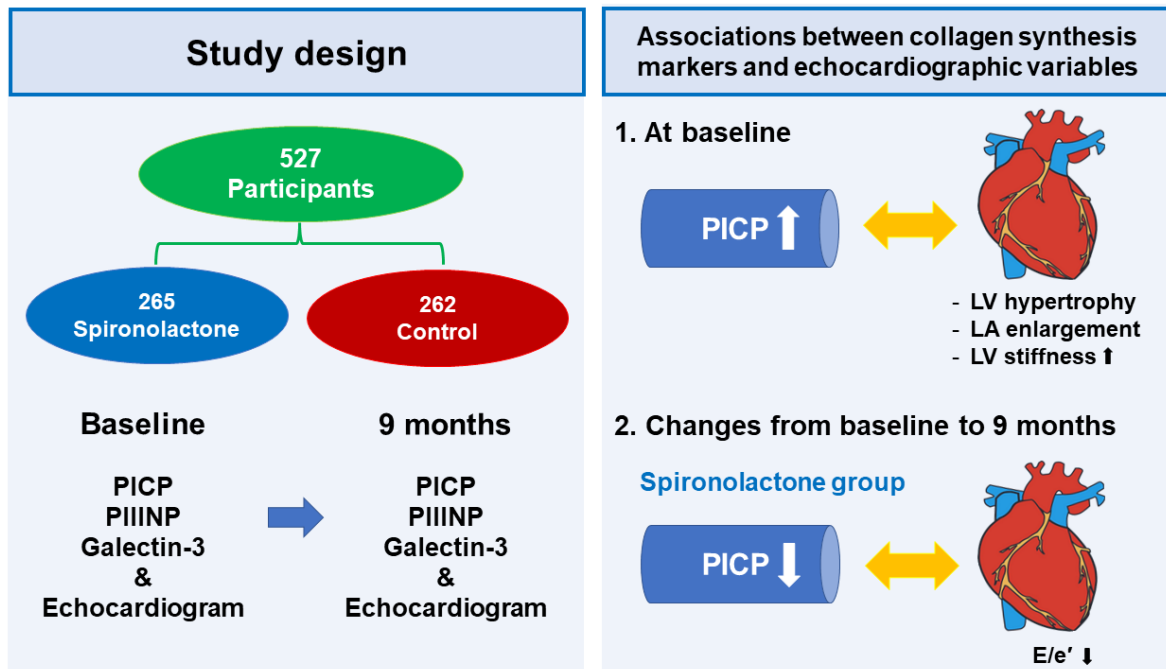 Study design
527
Participants
265
Spironolactone
262
Control
Baseline
9 months
PICP
PIIINP
Galectin-3
&
Echocardiogram
PICP
PIIINP
Galectin-3
&
Echocardiogram
Associations between collagen synthesis
markers and echocardiographic variables
1. At baseline
PICP ⬆
- LV hypertrophy
- LA enlargement
- LV stiffness ⬆
2. Changes from baseline to 9 months
Spironolactone group
PICP ⬇
E/e′ ⬇